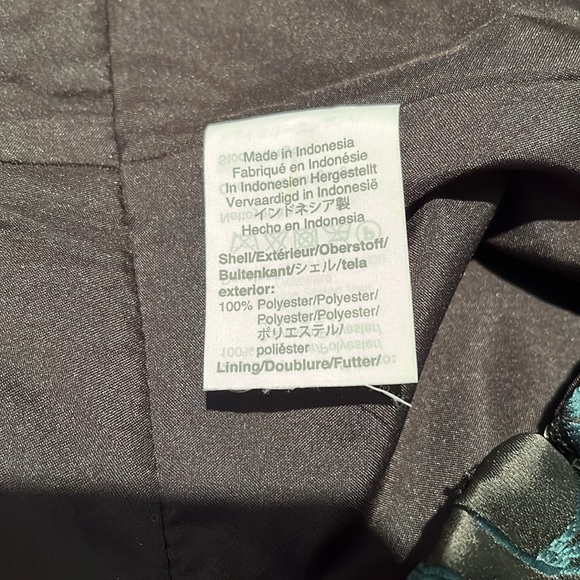 Made in Indonesia
Fabriqué en Indonésie
In Indonesien Hergestellt
Vervaardigd in Indonesië
インドネシア製
Hecho en Indonesia
Shell/Extérieur/Oberstoff/
Buitenkant/シェル/tela
exterior:
100% Polyester/Polyester/
Polyester/Polyester/
ポリエステル/
poliéster
Lining/Doublure/Futter/